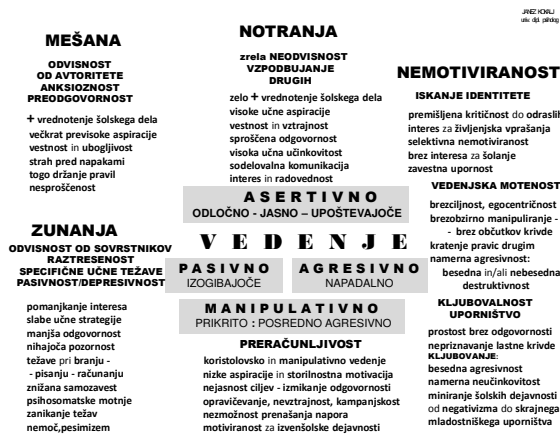 JANEZ KOKALJ
univ. dipl. psiholog
MEŠANA
ODVISNOST
OD AVTORITETE
ANKSIOZNOST
PREODGOVORNOST
+ vrednotenje šolskega dela
večkrat previsoke aspiracije
vestnost in ubogljivost
strah pred napakami
togo držanje pravil
nesproščenost
NOTRANJA
zrela NEODVISNOST
VZPODBUJANJE
DRUGIH
zelo + vrednotenje šolskega dela
visoke učne aspiracije
vestnost in vztrajnost
sproščena odgovornost
visoka učna učinkovitost
sodelovalna komunikacija
interes in radovednost
NEMOTIVIRANOST
ISKANJE IDENTITETE
premišljena kritičnost do odraslih
interes za življenjska vprašanja
selektivna nemotiviranost
brez interesa za šolanje
zavestna upornost
VEDENJSKA MOTENOST
brezciljnost, egocentričnost
brezobzirno manipuliranje -
- brez občutkov krivde
kratenje pravic drugim
namerna agresivnost:
besedna in/ali nebesedna
destruktivnost
KLJUBOVALNOST
UPORNIŠTVO
prostost brez odgovornosti
nepriznavanje lastne krivde
KLJUBOVANJE:
besedna agresivnost
namerna neučinkovitost
miniranje šolskih dejavnosti
od negativizma do skrajnega
mladostniškega uporništva
ASERTIVNO
ODLOČNO - JASNO – UPOŠTEVAJOČE
VEDENJE
PASIVNO
IZOGIBAJOČE
AGRESIVNO
NAPADALNO
MANIPULATIVNO
PRIKRITO : POSREDNO AGRESIVNO
ZUNANJA
ODVISNOST OD SOVRSTNIKOV
RAZTRESENOST
SPECIFIČNE UČNE TEŽAVE
PASIVNOST/DEPRESIVNOST
pomanjkanje interesa
slabe učne strategije
manjša odgovornost
nihajoča pozornost
težave pri branju -
- pisanju - računanju
znižana samozavest
psihosomatske motnje
zanikanje težav
nemoč,pesimizem
PRERAČUNLJIVOST
koristolovsko in manipulativno vedenje
nizke aspiracije in storilnostna motivacija
nejasnost ciljev - izmikanje odgovornosti
opravičevanje, nevztrajnost, kampanjskost
nezmožnost prenašanja napora
motiviranost za izvenšolske dejavnosti